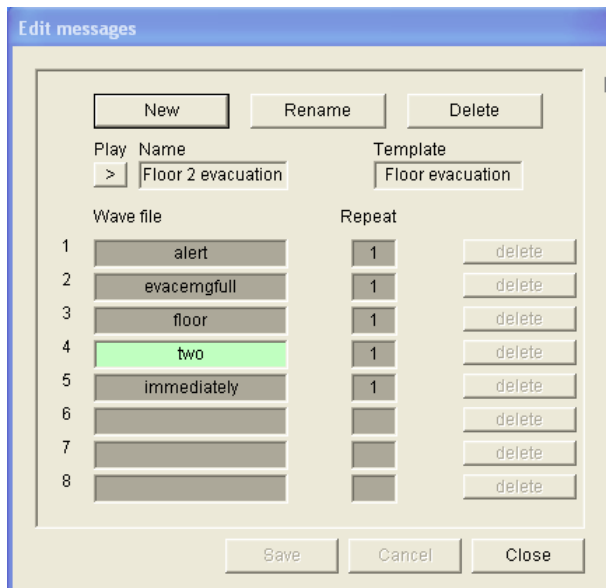 Edit messages
New Rename Delete
Play Name Template
> Floor 2 evacuation Floor evacuation
Wave file Repeat
1 alert 1 delete
2 evacemgfull 1 delete
3 floor 1 delete
4 two 1 delete
5 immediately 1 delete
6 delete
7 delete
8 delete
Save Cancel Close